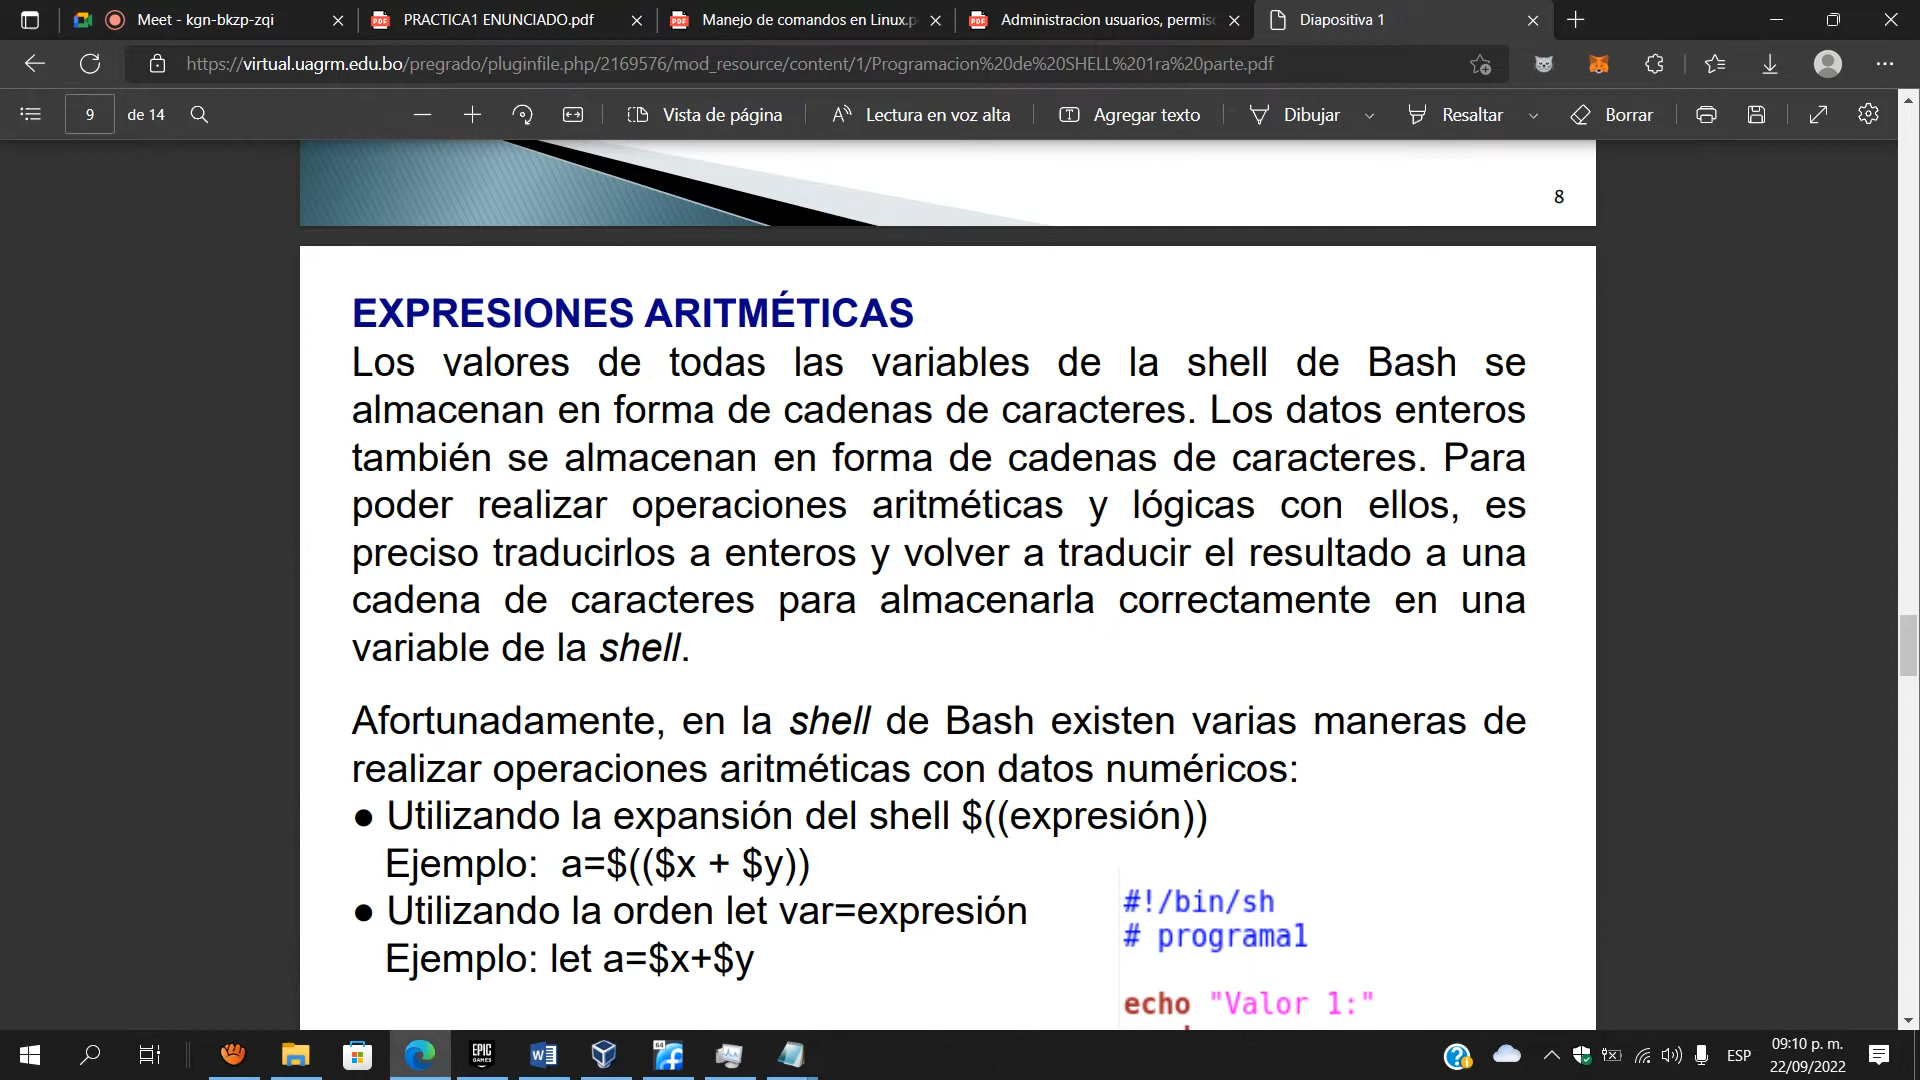 Meet - kgn-bkzp-zqi
PRACTICA1 ENUNCIADO.pdf
Manejo de comandos en Linux.p
Administracion usuarios, permiso
Diapositiva 1
https://virtual.uagrm.edu.bo/pregrado/pluginfile.php/2169576/mod_resource/content/1/Programacion%20de%20SHELL%201ra%20parte.pdf
9 de 14 Vista de página Lectura en voz alta Agregar texto Dibujar Resaltar Borrar
8
EXPRESIONES ARITMÉTICAS
Los valores de todas las variables de la shell de Bash se
almacenan en forma de cadenas de caracteres. Los datos enteros
también se almacenan en forma de cadenas de caracteres. Para
poder realizar operaciones aritméticas y lógicas con ellos, es
preciso traducirlos a enteros y volver a traducir el resultado a una
cadena de caracteres para almacenarla correctamente en una
variable de la shell.
Afortunadamente, en la shell de Bash existen varias maneras de
realizar operaciones aritméticas con datos numéricos:
● Utilizando la expansión del shell $((expresión))
Ejemplo: a=$(($x + $y))
● Utilizando la orden let var=expresión
Ejemplo: let a=$x+$y
#!/bin/sh
# programa1
echo "Valor 1:"
ESP
09:10 p. m.
22/09/2022